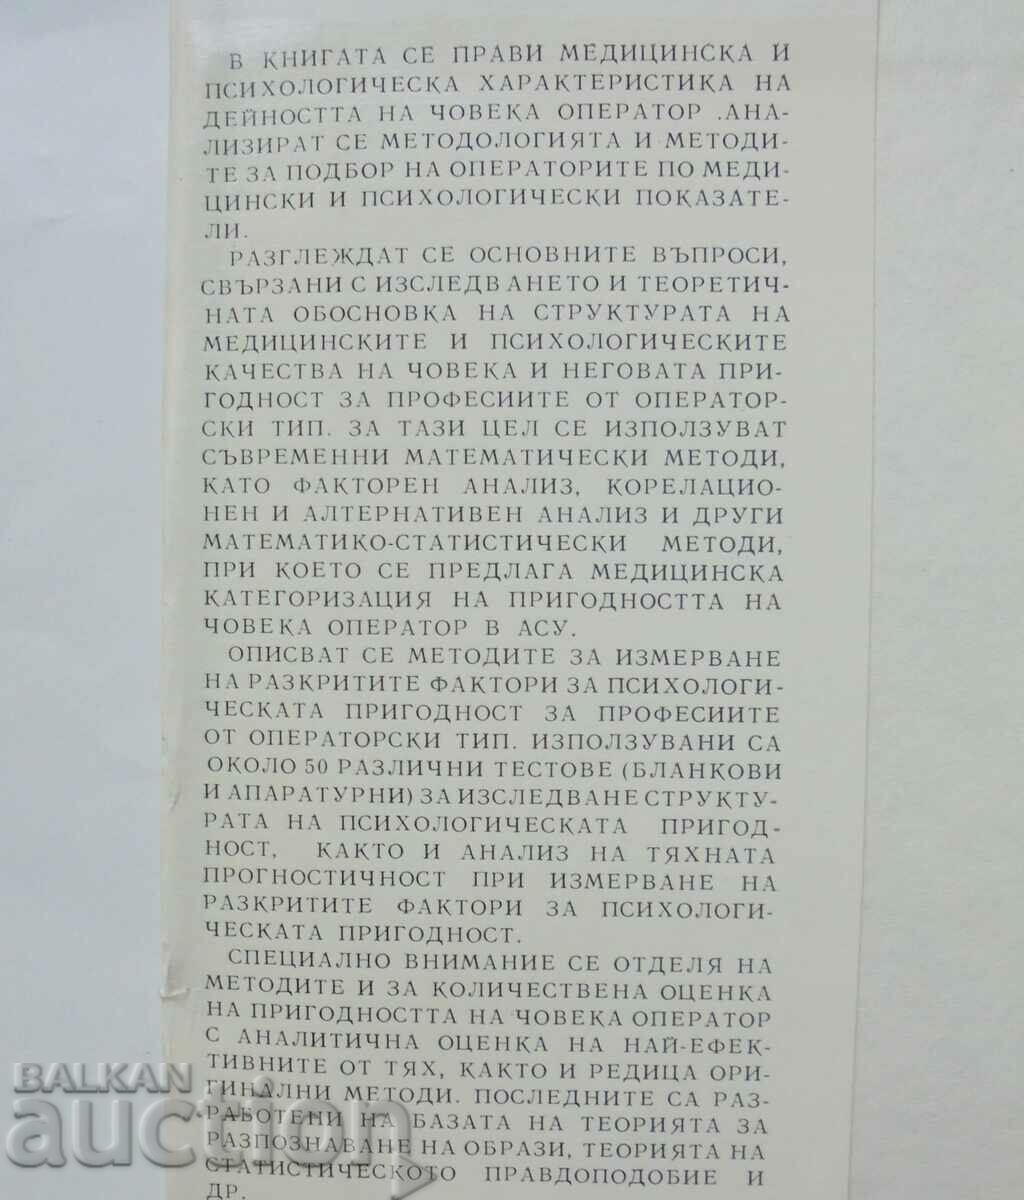 В КНИГАТА СЕ ПРАВИ МЕДИЦИНСКА И
ПСИХОЛОГИЧЕСКА ХАРАКТЕРИСТИКА НА
ДЕЙНОСТТА НА ЧОВЕКА ОПЕРАТОР .АНА-
ЛИЗИРАТ СЕ МЕТОДОЛОГИЯТА И МЕТОДИ-
ТЕ ЗА ПОДБОР НА ОПЕРАТОРИТЕ ПО МЕДИ-
ЦИНСКИ И ПСИХОЛОГИЧЕСКИ ПОКАЗАТЕ-
ЛИ.
РАЗГЛЕЖДАТ СЕ ОСНОВНИТЕ ВЪПРОСИ,
СВЪРЗАНИ С ИЗСЛЕДВАНЕТО И ТЕОРЕТИЧ-
НАТА ОБОСНОВКА НА СТРУКТУРАТА НА
МЕДИЦИНСКИТЕ И ПСИХОЛОГИЧЕСКИТЕ
КАЧЕСТВА НА ЧОВЕКА И НЕГОВАТА ПРИ-
ГОДНОСТ ЗА ПРОФЕСИИТЕ ОТ ОПЕРАТОР-
СКИ ТИП. ЗА ТАЗИ ЦЕЛ СЕ ИЗПОЛЗУВАТ
СЪВРЕМЕННИ МАТЕМАТИЧЕСКИ МЕТОДИ,
КАТО ФАКТОРЕН АНАЛИЗ, КОРЕЛАЦИО-
НЕН И АЛТЕРНАТИВЕН АНАЛИЗ И ДРУГИ
МАТЕМАТИКО-СТАТИСТИЧЕСКИ МЕТОДИ,
ПРИ КОЕТО СЕ ПРЕДЛАГА МЕДИЦИНСКА
КАТЕГОРИЗАЦИЯ НА ПРИГОДНОСТТА НА
ЧОВЕКА ОПЕРАТОР В АСУ.
ОПИСВАТ СЕ МЕТОДИТЕ ЗА ИЗМЕРВАНЕ
НА РАЗКРИТИТЕ ФАКТОРИ ЗА ПСИХОЛОГИ-
ЧЕСКАТА ПРИГОДНОСТ ЗА ПРОФЕСИИТЕ
ОТ ОПЕРАТОРСКИ ТИП. ИЗПОЛЗУВАНИ СА
ОКОЛО 50 РАЗЛИЧНИ ТЕСТОВЕ (БЛАНКОВИ
И АПАРАТУРНИ) ЗА ИЗСЛЕДВАНЕ СТРУКТУ-
РАТА НА ПСИХОЛОГИЧЕСКАТА ПРИГОД-
НОСТ, КАКТО И АНАЛИЗ НА ТЯХНАТА
ПРОГНОСТИЧНОСТ ПРИ ИЗМЕРВАНЕ НА
РАЗКРИТИТЕ ФАКТОРИ ЗА ПСИХОЛОГИ-
ЧЕСКАТА ПРИГОДНОСТ.
СПЕЦИАЛНО ВНИМАНИЕ СЕ ОТДЕЛЯ НА
МЕТОДИТЕ И ЗА КОЛИЧЕСТВЕНА ОЦЕНКА
НА ПРИГОДНОСТТА НА ЧОВЕКА ОПЕРАТОР
С АНАЛИТИЧНА ОЦЕНКА НА НАЙ-ЕФЕК-
ТИВНИТЕ ОТ ТЯХ, КАКТО И РЕДИЦА ОРИ-
ГИНАЛНИ МЕТОДИ. ПОСЛЕДНИТЕ СА РАЗ-
РАБОТЕНИ НА БАЗАТА НА ТЕОРИЯТА ЗА
РАЗПОЗНАВАНЕ НА ОБРАЗИ, ТЕОРИЯТА НА
СТАТИСТИЧЕСКОТО ПРАВДОПОДОБИЕ И
ДР.
BALKAN
auction